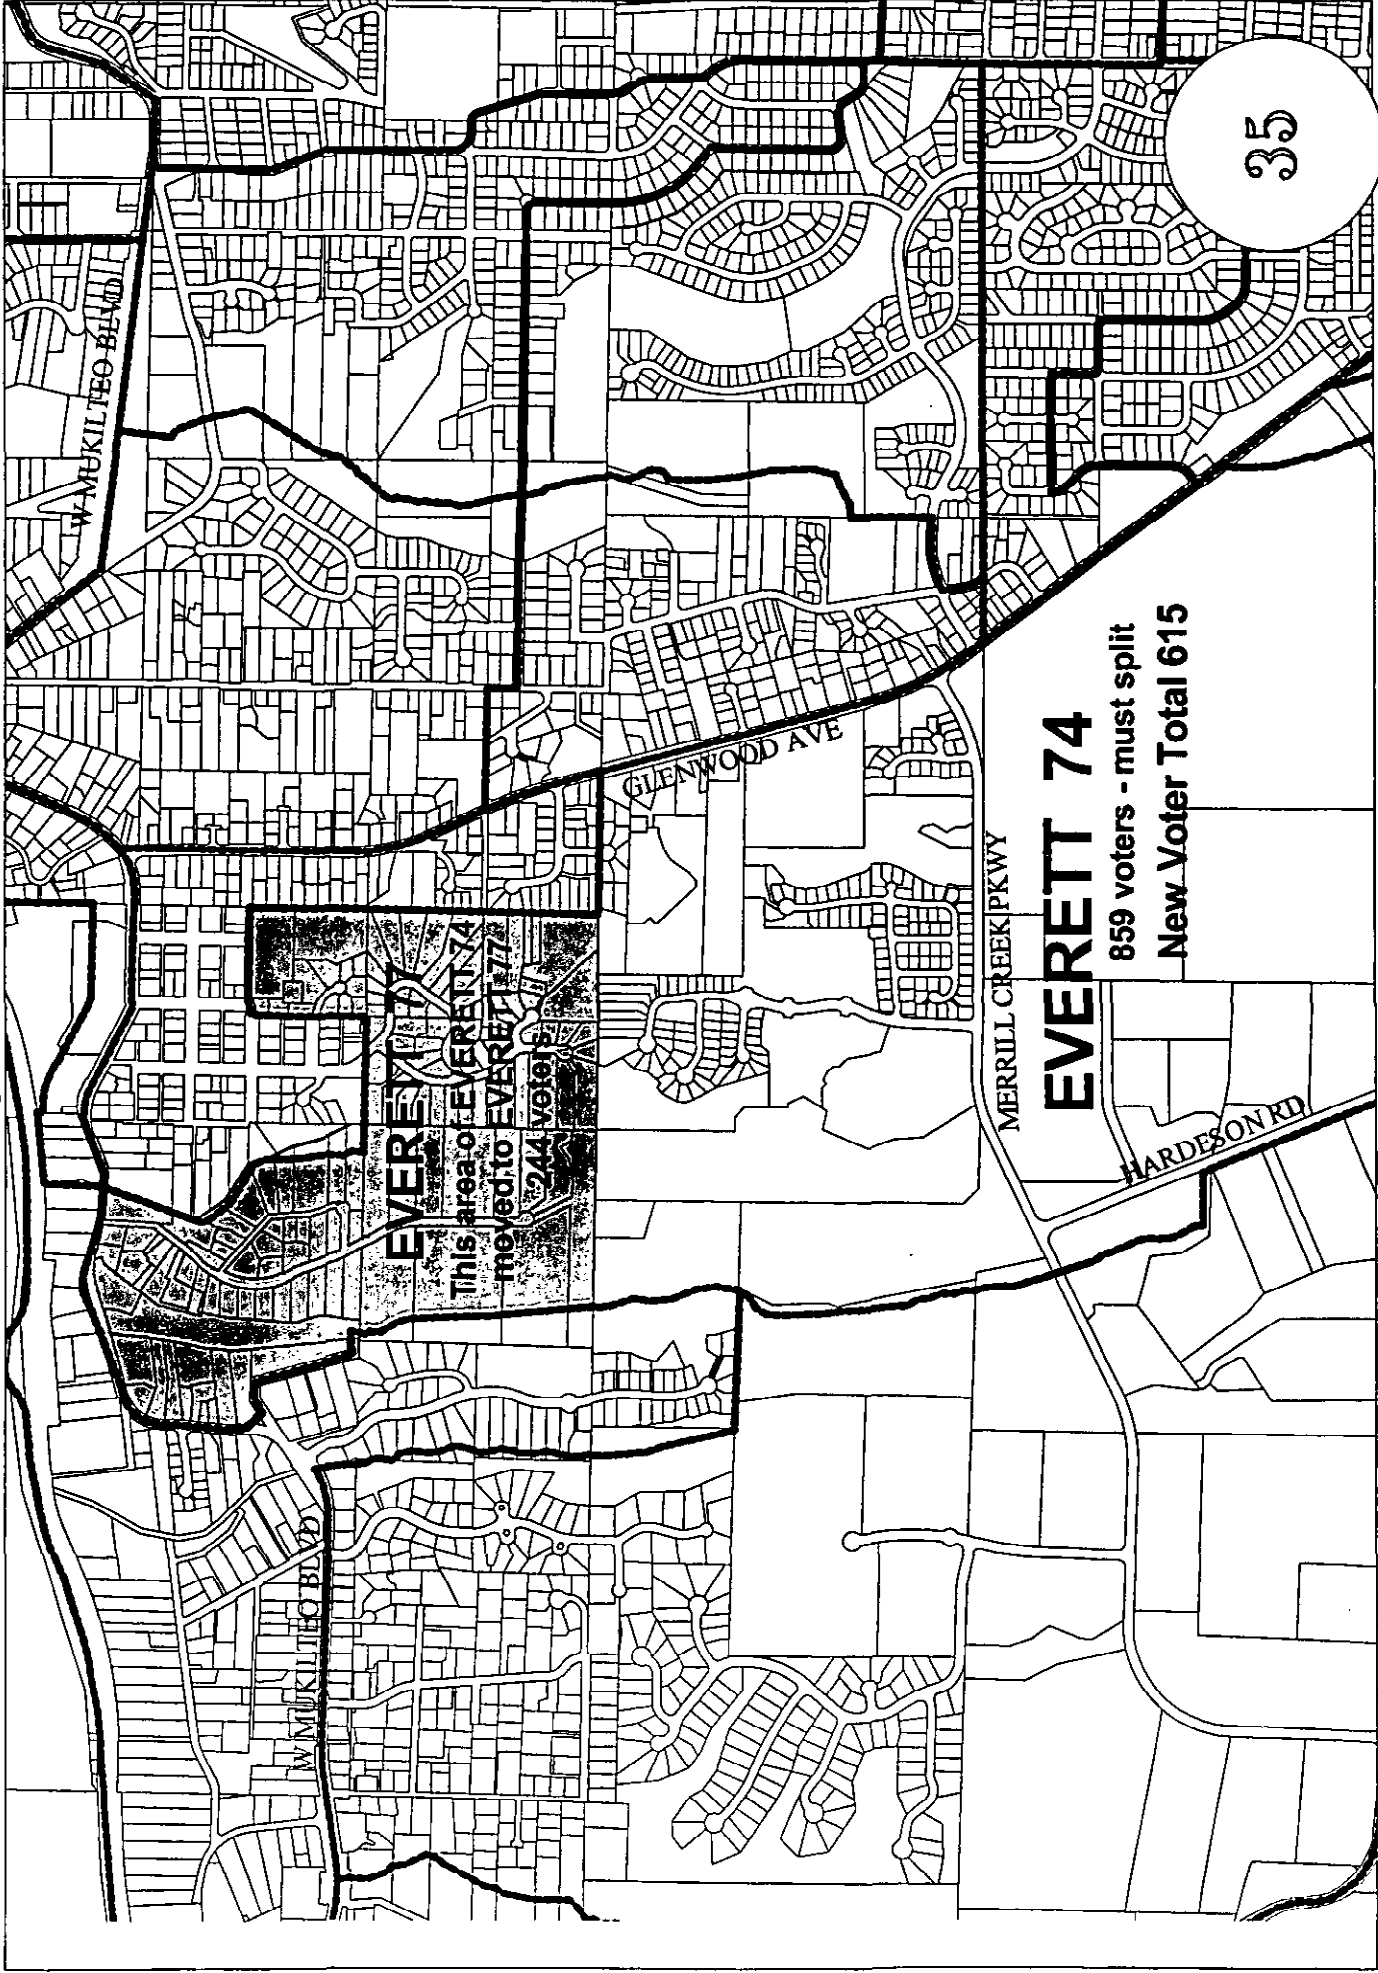 35
W MUKILTEO BLVD
GLENWOOD AVE
EVERETT 77
This area of EVERETT 74
moved to EVERETT 77
244 voters
MERRILL CREEK PKWY
EVERETT 74
859 voters - must split
New Voter Total 615
HARDESON RD
W MUKILTEO BLVD